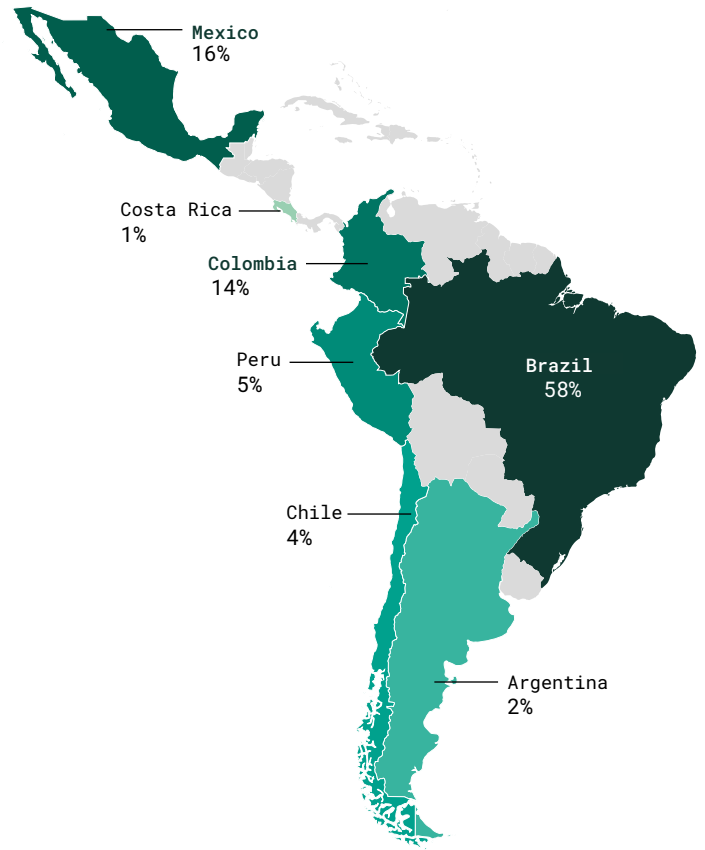 Mexico
16%
Costa Rica
1%
Colombia
14%
Peru
5%
Brazil
58%
Chile
4%
Argentina
2%